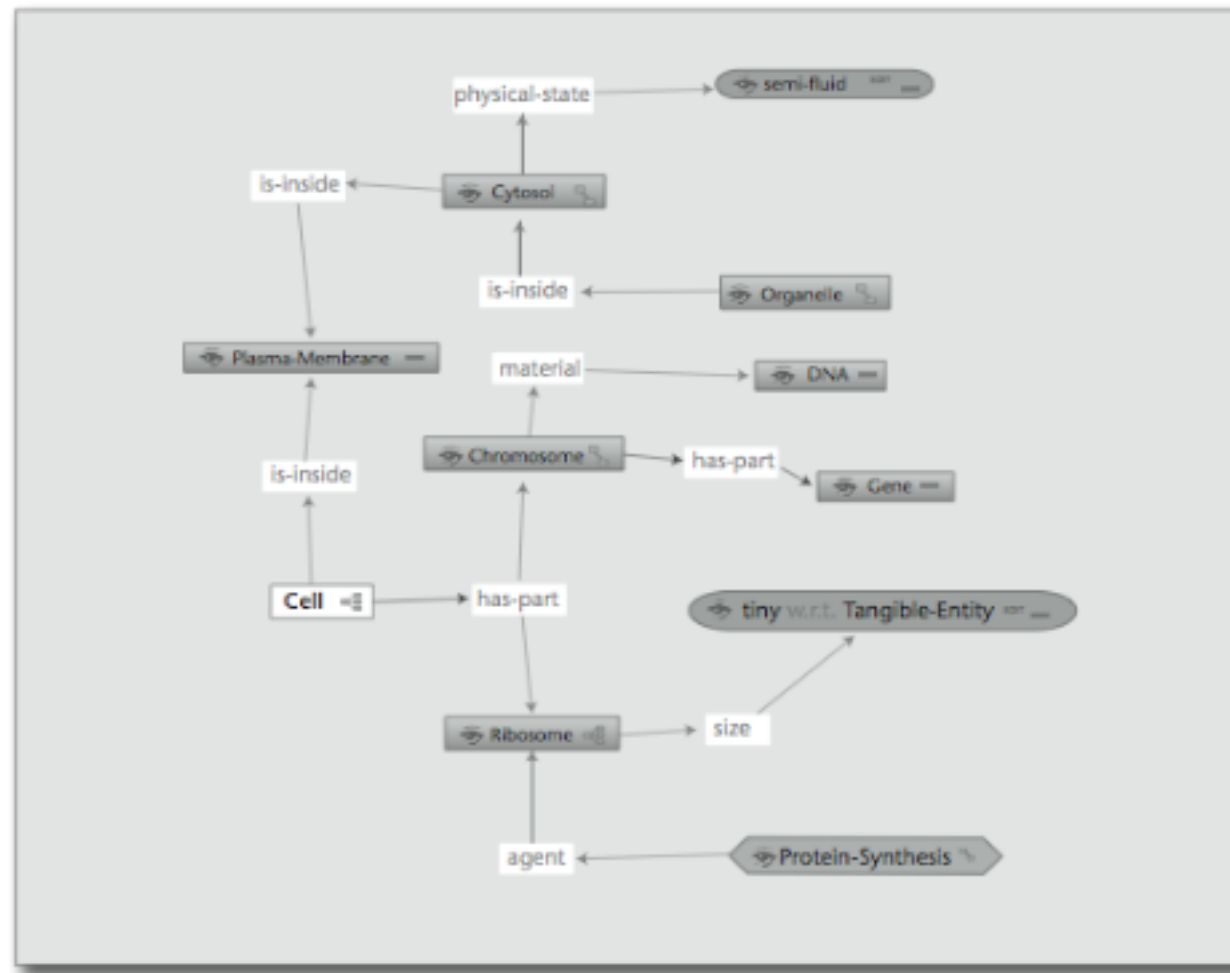 semi-fluid
physical-state
is-inside
Cytosol
is-inside
Organelle
Plasma-Membrane
material
DNA
Chromosome
has-part
is-inside
Gene
Cell
has-part
tiny w.r.t. Tangible-Entity
size
Ribosome
agent
Protein-Synthesis